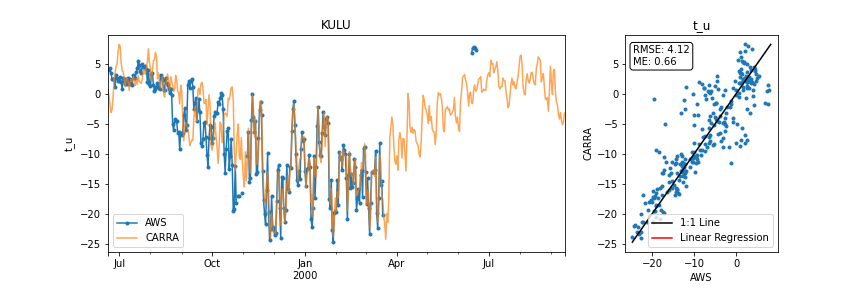 KULU
t_u
5
0
−5
−10
−15
−20
−25
AWS
CARRA
Jul
Oct
Jan
2000
Apr
Jul
t_u
CARRA
5
0
−5
−10
−15
−20
−25
RMSE: 4.12
ME: 0.66
1:1 Line
Linear Regression
−20
−10
0
AWS